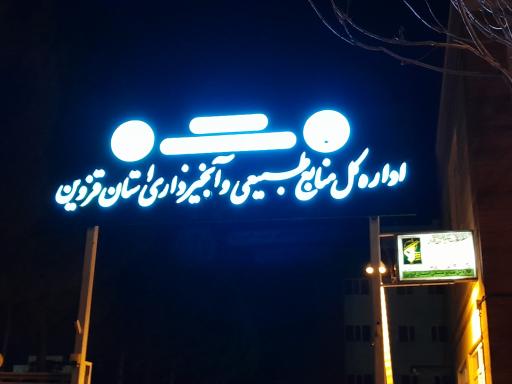 اداره کل منابع طبیعی و آبخیزداری استان قزوین